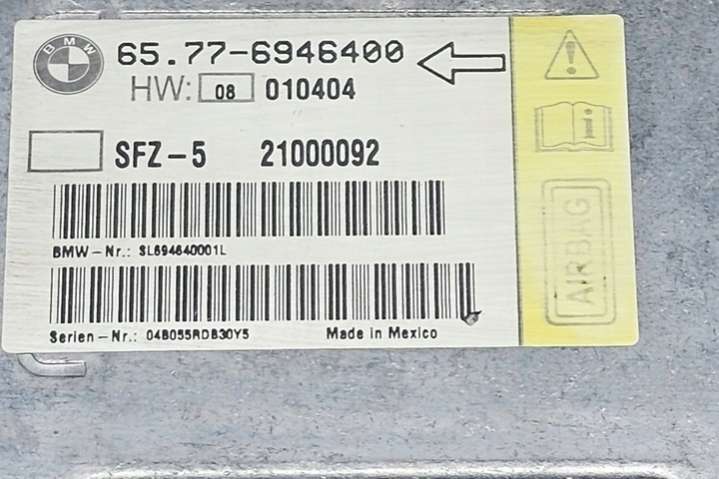 BMW
65.77-6946400
HW: 08 010404
SFZ-5 21000092
BMW-Nr.: SL694640001L
Serien-Nr.: 04B055RDB30Y5
Made in Mexico
i
AIRBAG